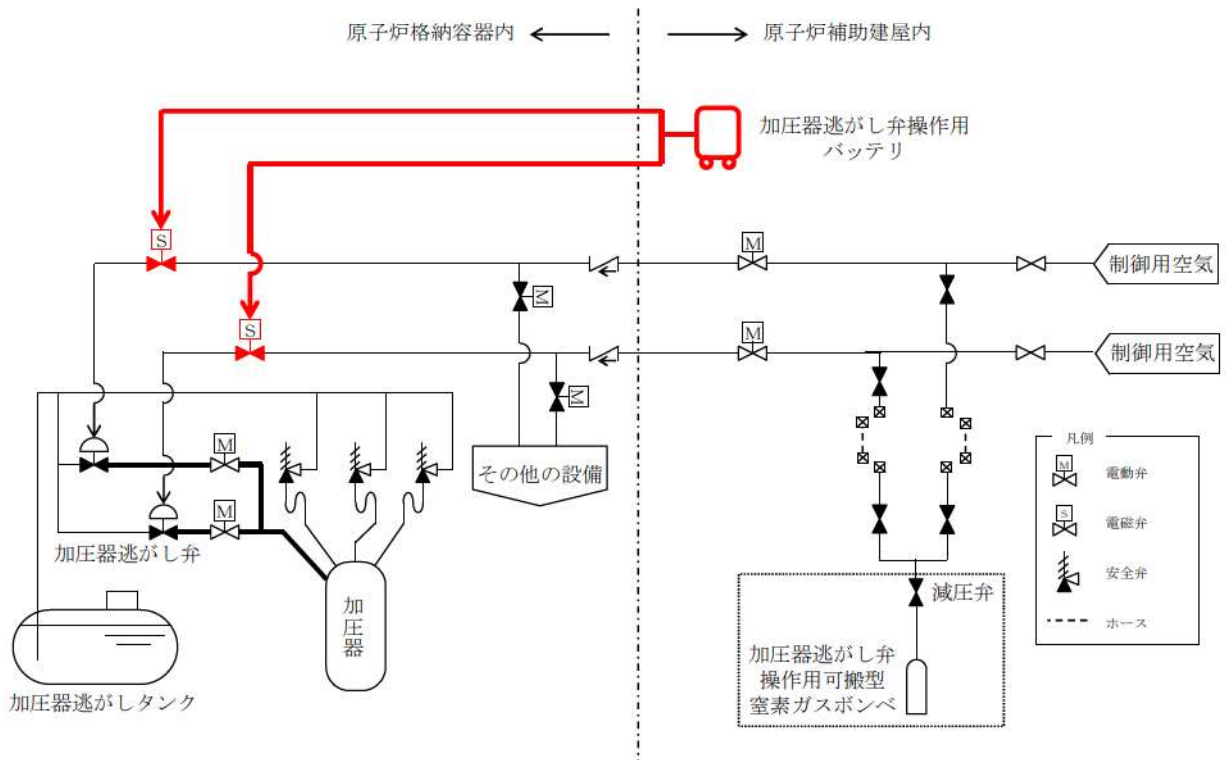 原子炉格納容器内
原子炉補助建屋内
加圧器逃がし弁操作用
バッテリ
S
M
制御用空気
M
S
M
制御用空気
M
M
その他の設備
M
加圧器逃がし弁
加圧器
加圧器逃がしタンク
減圧弁
加圧器逃がし弁
操作用可搬型
窒素ガスボンベ
凡例
M
電動弁
S
電磁弁
安全弁
ホース